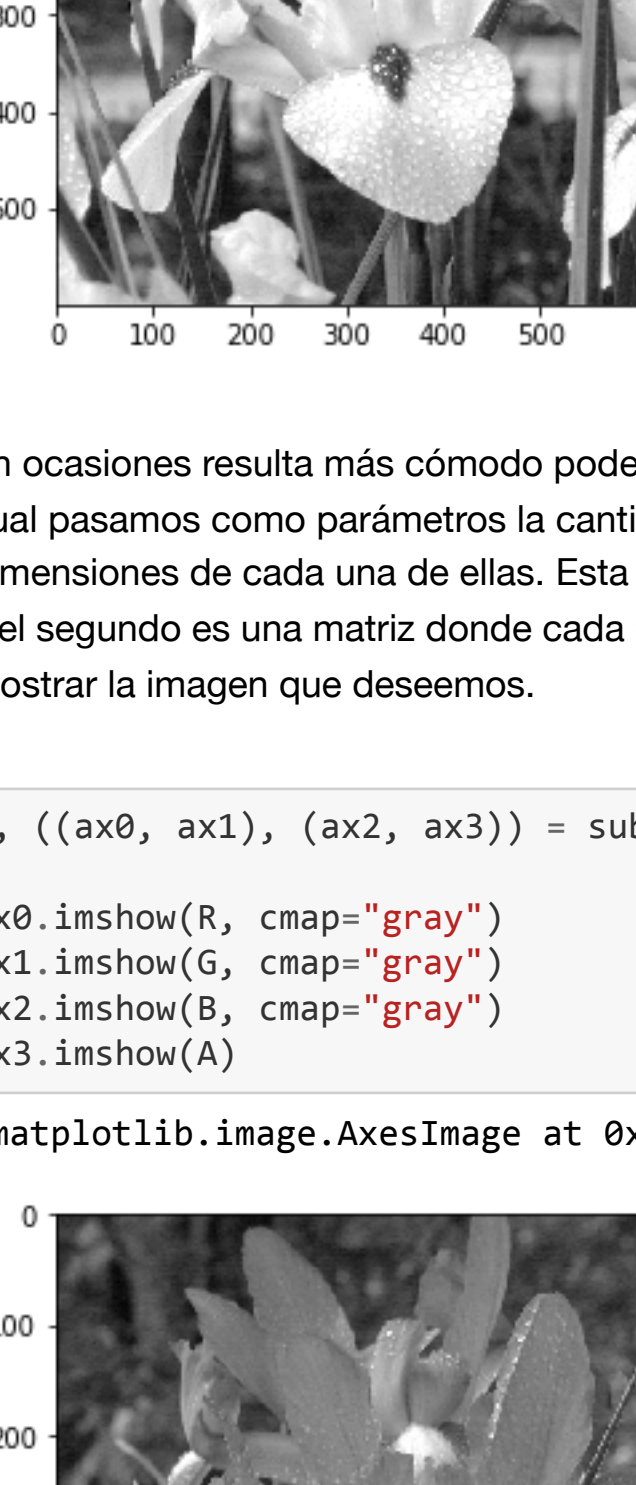 300
400
500
0 100 200 300 400 500
n ocasiones resulta más cómodo pode
ual pasamos como parámetros la canti
mensiones de cada una de ellas. Esta
el segundo es una matriz donde cada
ostrar la imagen que deseemos.
, ((ax0, ax1), (ax2, ax3)) = sub
x0.imshow(R, cmap="gray")
x1.imshow(G, cmap="gray")
x2.imshow(B, cmap="gray")
x3.imshow(A)
matplotlib.image.AxesImage at 0x
0
100
200